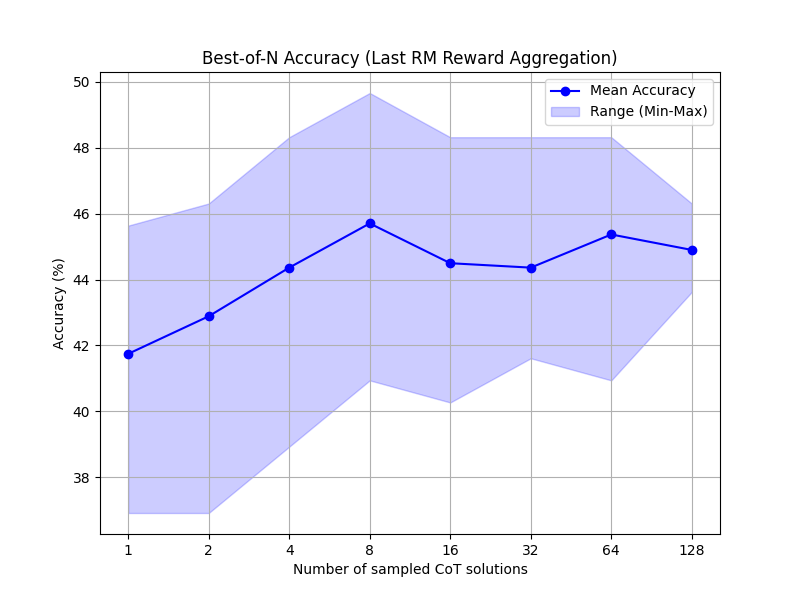 Best-of-N Accuracy (Last RM Reward Aggregation)
Mean Accuracy
Range (Min-Max)
Accuracy (%)
50
48
46
44
42
40
38
1 2 4 8 16 32 64 128
Number of sampled CoT solutions